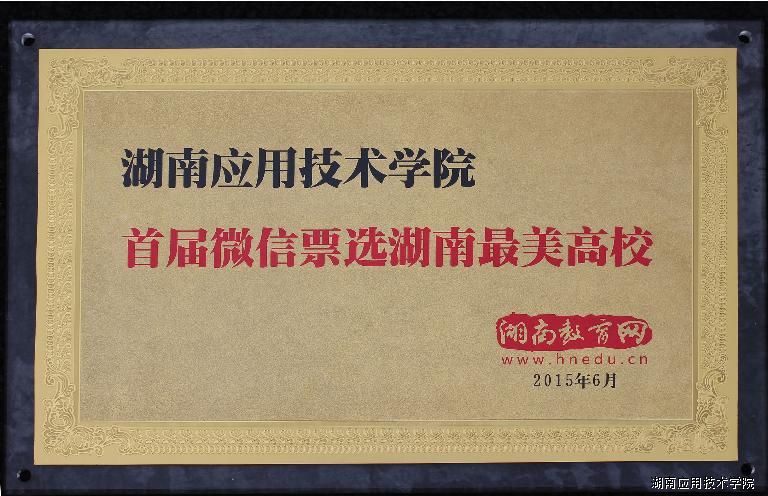 湖南应用技术学院
首届微信票选湖南最美高校
湖南教育网
www.hnedu.cn
2015年6月
湖南应用技术学院